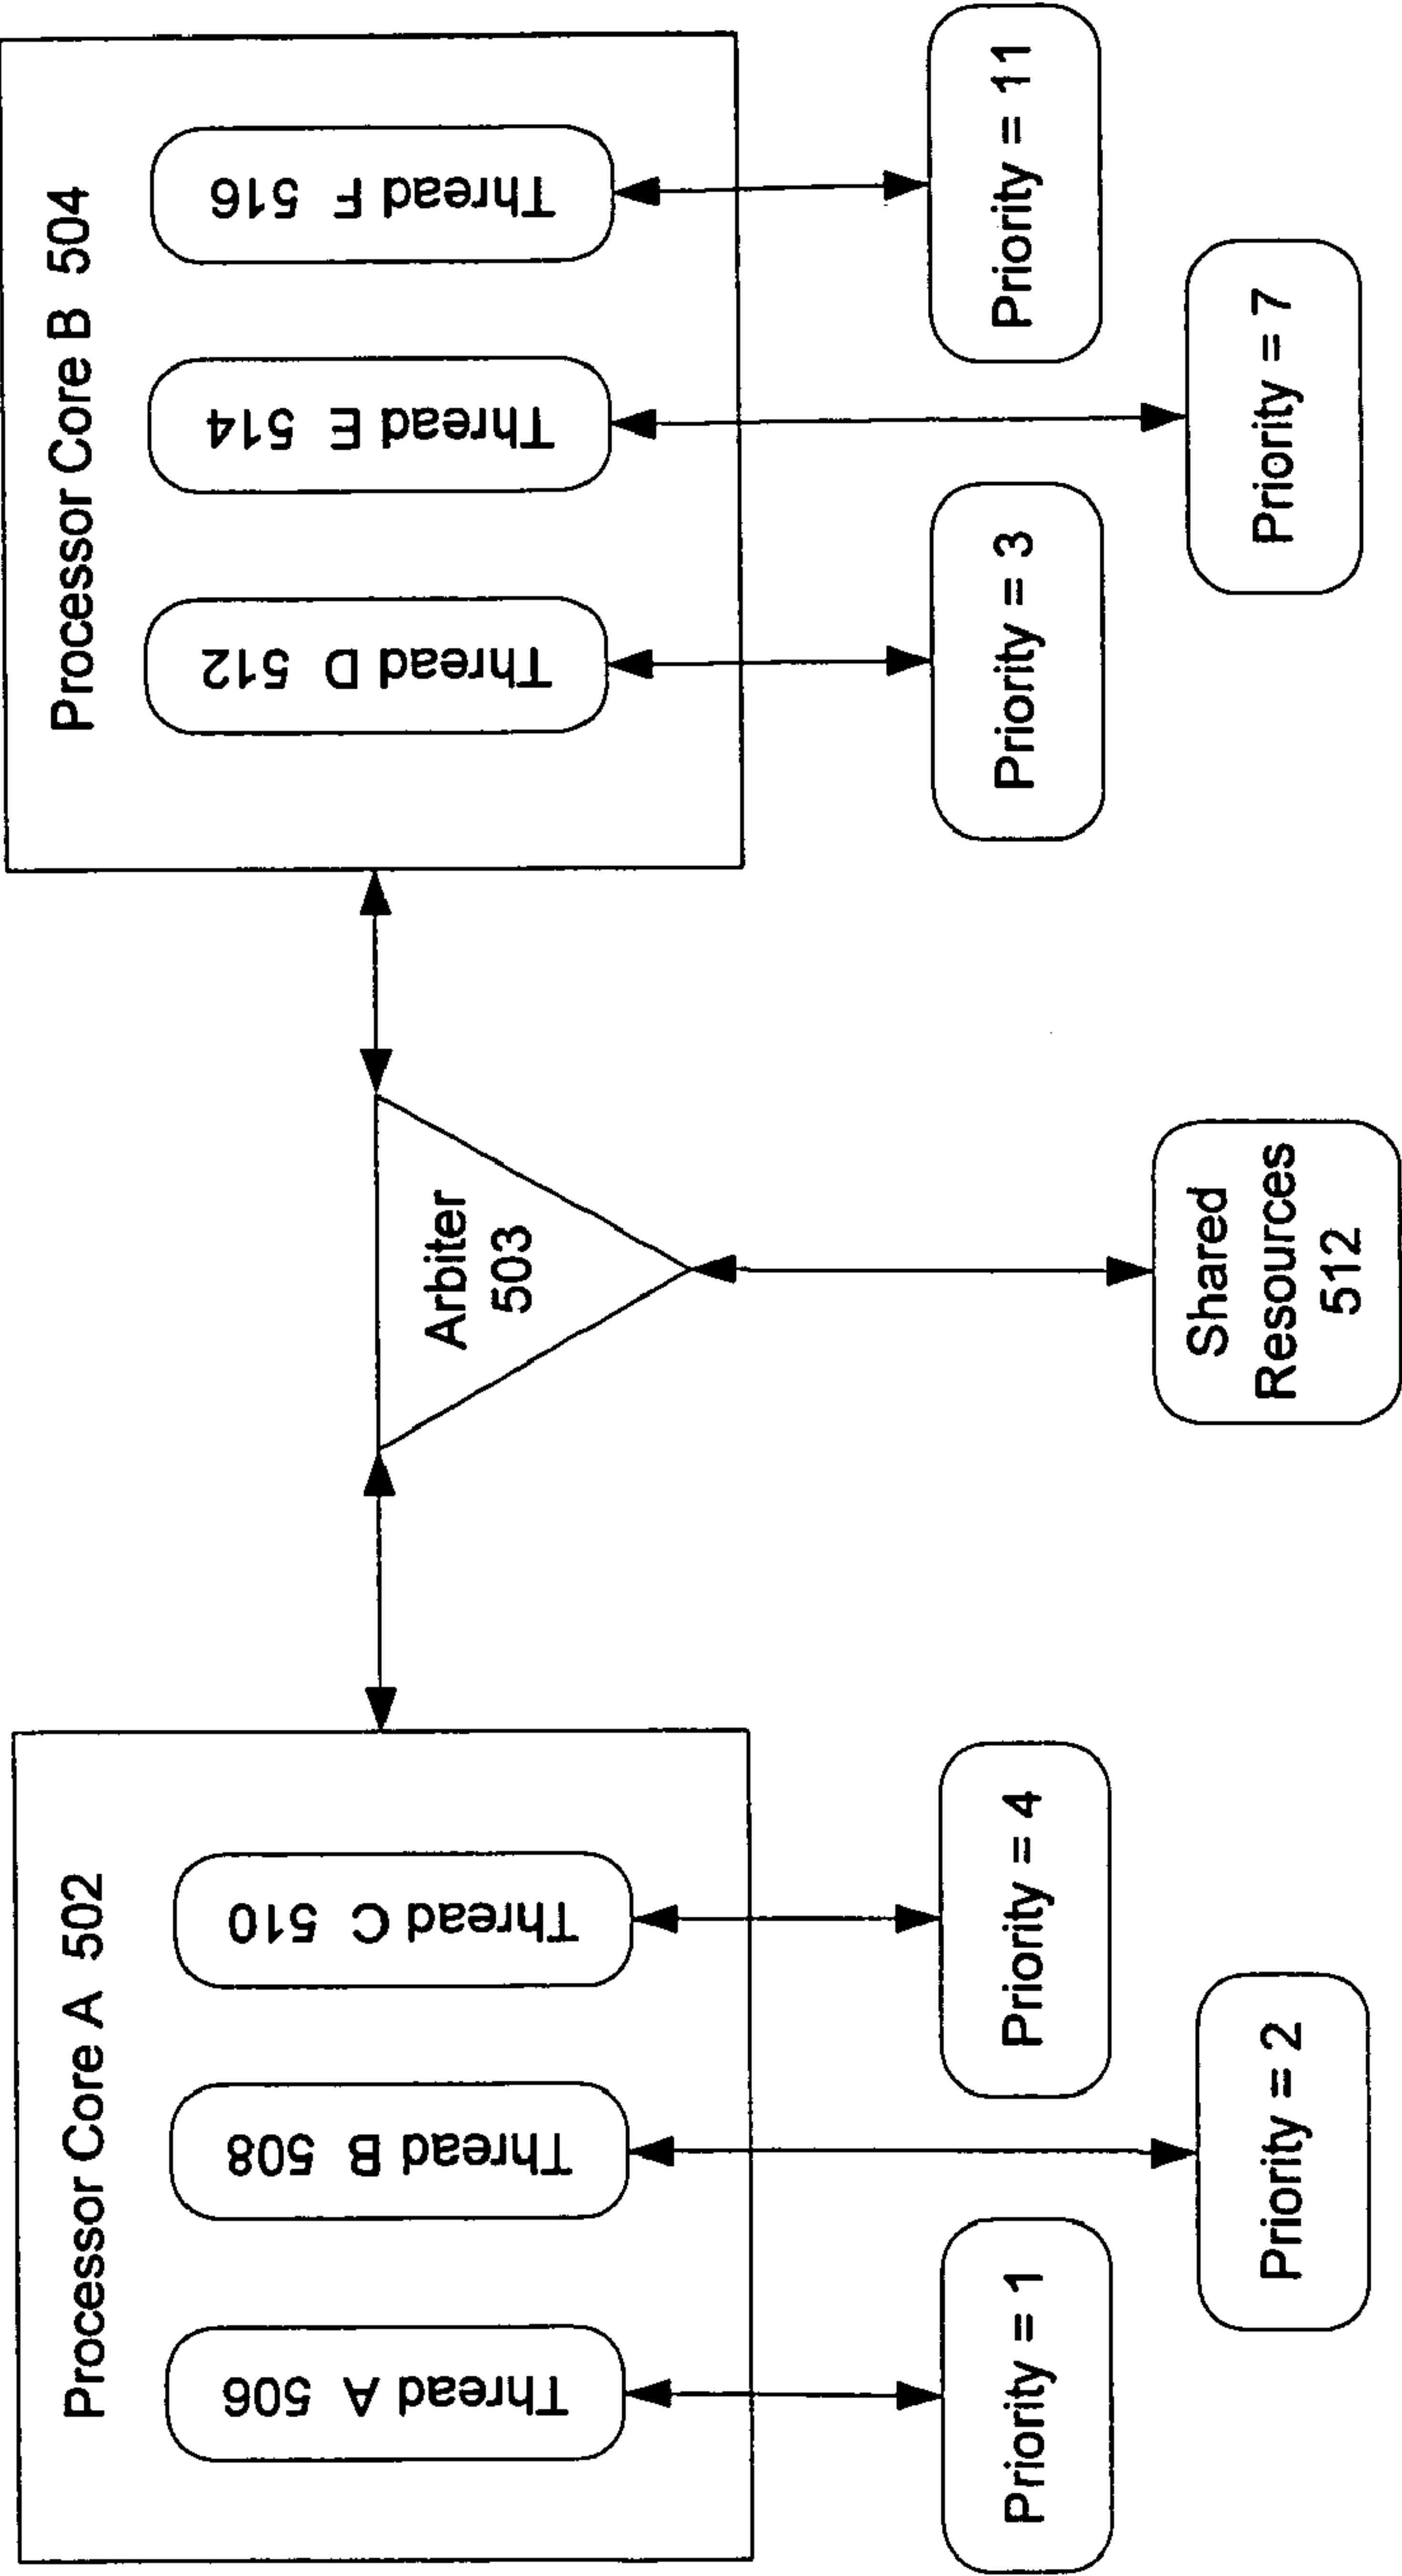 Processor Core A 502
Thread A 506
Thread B 508
Thread C 510
Priority = 1
Priority = 2
Priority = 4
Arbiter
503
Shared
Resources
512
Processor Core B 504
Thread D 512
Thread E 514
Thread F 516
Priority = 3
Priority = 7
Priority = 11